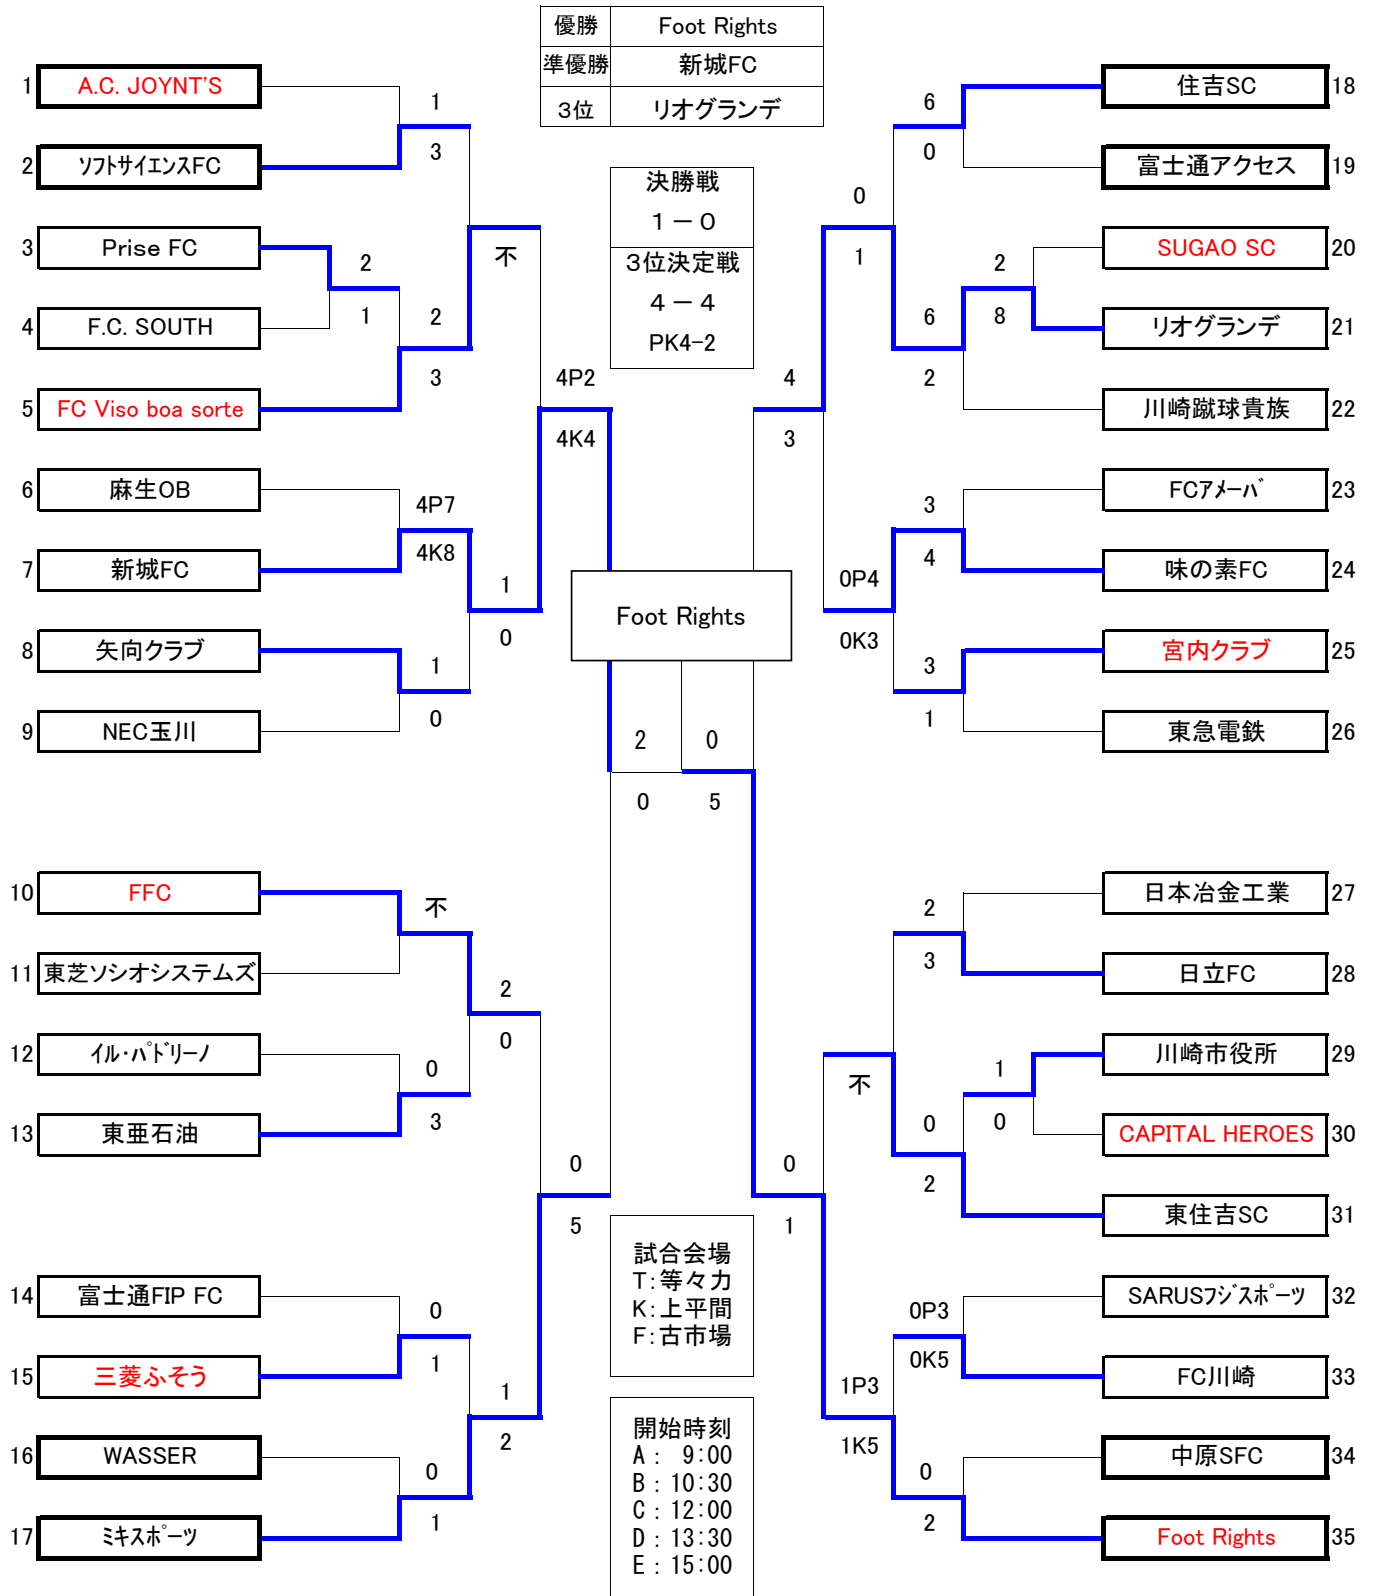 優勝 Foot Rights
準優勝 新城FC
3位 リオグランデ
1 A.C. JOYNT'S
1
3
2 ソフトサイエンスFC
不
3 Prise FC
2
1
4 F.C. SOUTH
2
3
5 FC Viso boa sorte
4P2
4K4
6 麻生OB
4P7
4K8
7 新城FC
1
0
8 矢向クラブ
1
0
9 NEC玉川
決勝戦
1－0
3位決定戦
4－4
PK4-2
Foot Rights
2 0
0 5
10 FFC
不
11 東芝ソシオシステムズ
2
0
12 イル・パドリーノ
0
3
13 東亜石油
0
5
14 富士通FIP FC
0
1
15 三菱ふそう
1
2
16 WASSER
0
1
17 ミキスポーツ
試合会場
T：等々力
K：上平間
F：古市場
開始時刻
A： 9:00
B：10:30
C：12:00
D：13:30
E：15:00
住吉SC 18
6
0
富士通アクセス 19
0
1
SUGAO SC 20
2
8
リオグランデ 21
6
2
川崎蹴球貴族 22
4
3
FCアメーバ 23
3
4
味の素FC 24
0P4
0K3
宮内クラブ 25
3
1
東急電鉄 26
日本冶金工業 27
2
3
日立FC 28
不
川崎市役所 29
1
0
CAPITAL HEROES 30
0
2
東住吉SC 31
0
1
SARUSフジスポーツ 32
0P3
0K5
FC川崎 33
1P3
1K5
中原SFC 34
0
2
Foot Rights 35